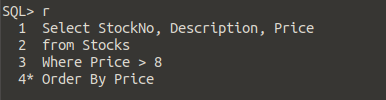 SQL> r
1 Select StockNo, Description, Price
2 from Stocks
3 Where Price > 8
4* Order By Price